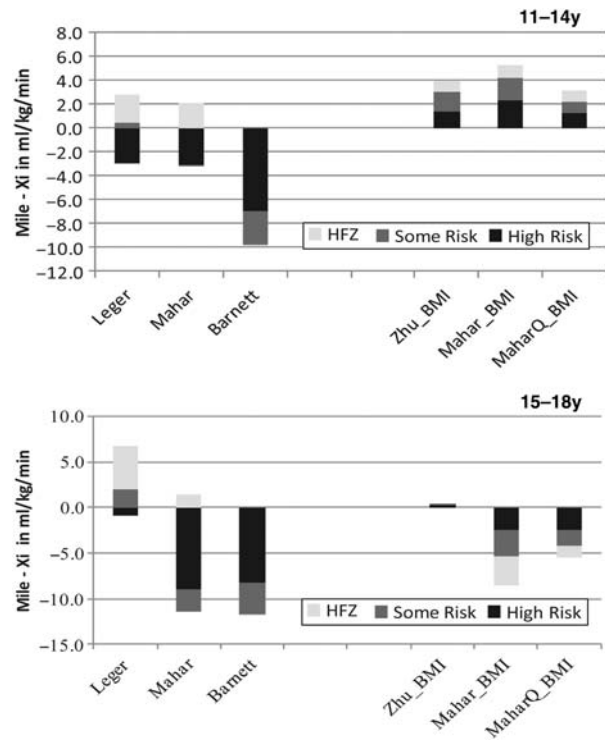 11–14y
Mile - Xi in ml/kg/min
8.0
6.0
4.0
2.0
0.0
−2.0
−4.0
−6.0
−8.0
−10.0
−12.0
HFZ Some Risk High Risk
Leger Mahar Barnett Zhu_BMI Mahar_BMI MaharQ_BMI
15–18y
Mile - Xi in ml/kg/min
10.0
5.0
0.0
−5.0
−10.0
−15.0
HFZ Some Risk High Risk
Leger Mahar Barnett Zhu_BMI Mahar_BMI MaharQ_BMI